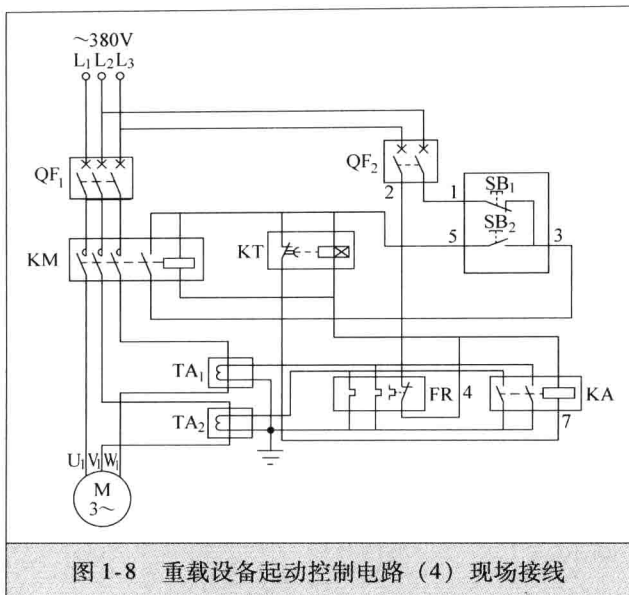 ～380V
L₁ L₂ L₃
QF₁
QF₂
2
1
SB₁
SB₂
5
3
KM
KT
TA₁
FR
4
KA
TA₂
7
U₁ V₁ W₁
M
3～
图 1-8 重载设备起动控制电路（4）现场接线